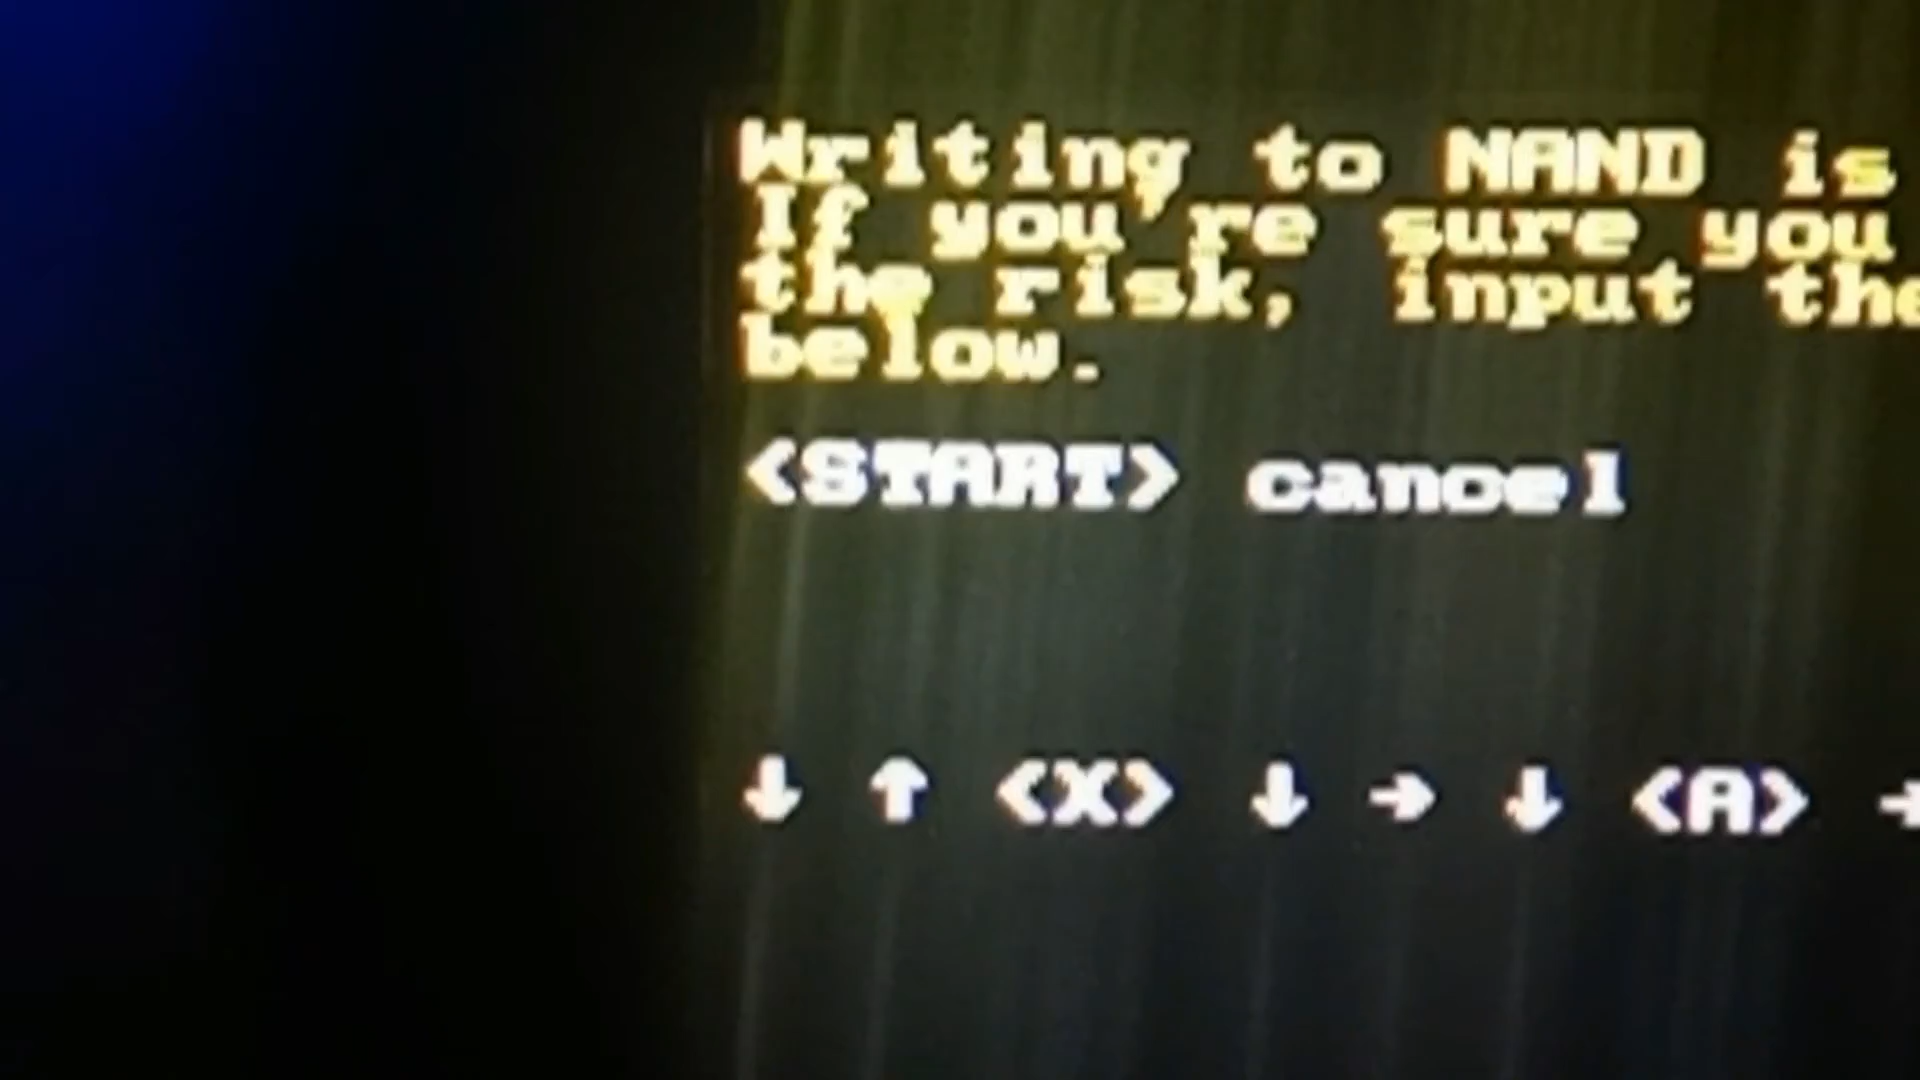 Writing to NAND is
If you're sure you
the risk, input the
below.
<START> cancel
↓ ↑ <X> ↓ → ↓ <A> →